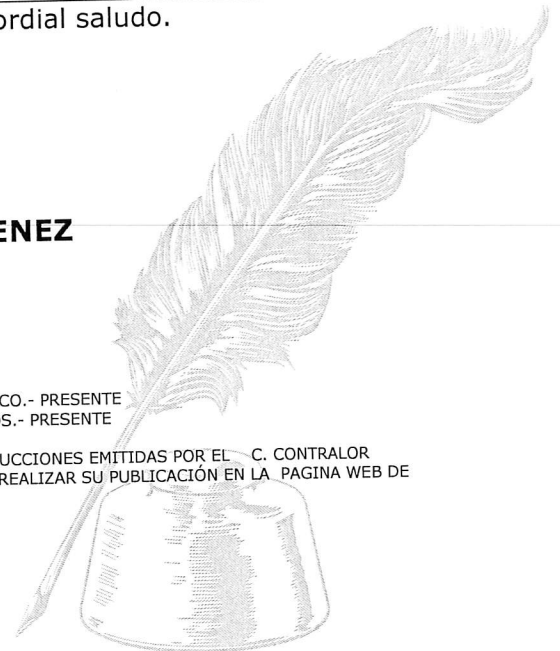 ordial saludo.
ENEZ
CO.- PRESENTE
OS.- PRESENTE
UCCIONES EMITIDAS POR EL C. CONTRALOR
REALIZAR SU PUBLICACIÓN EN LA PAGINA WEB DE